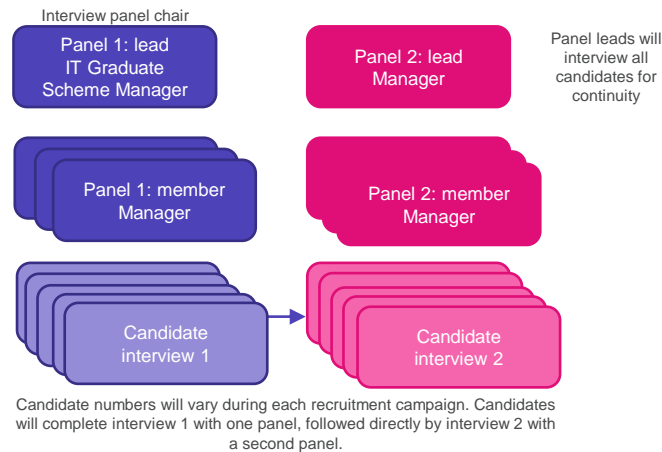 Interview panel chair
Panel 1: lead
IT Graduate
Scheme Manager
Panel 2: lead
Manager
Panel leads will
interview all
candidates for
continuity
Panel 1: member
Manager
Panel 2: member
Manager
Candidate
interview 1
Candidate
interview 2
Candidate numbers will vary during each recruitment campaign. Candidates
will complete interview 1 with one panel, followed directly by interview 2 with
a second panel.